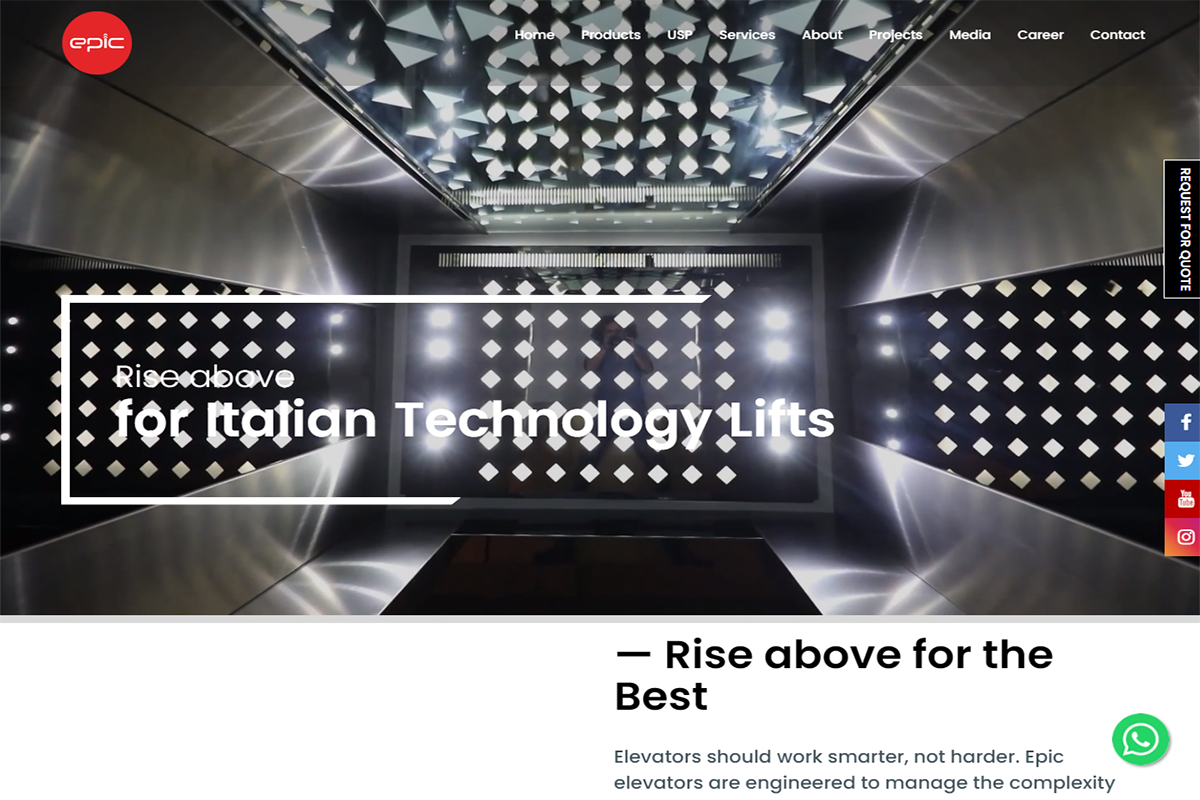 epic
Home Products USP Services About Projects Media Career Contact
REQUEST FOR QUOTE
Rise above
for Italian Technology Lifts
You
Tube
— Rise above for the
Best
Elevators should work smarter, not harder. Epic
elevators are engineered to manage the complexity